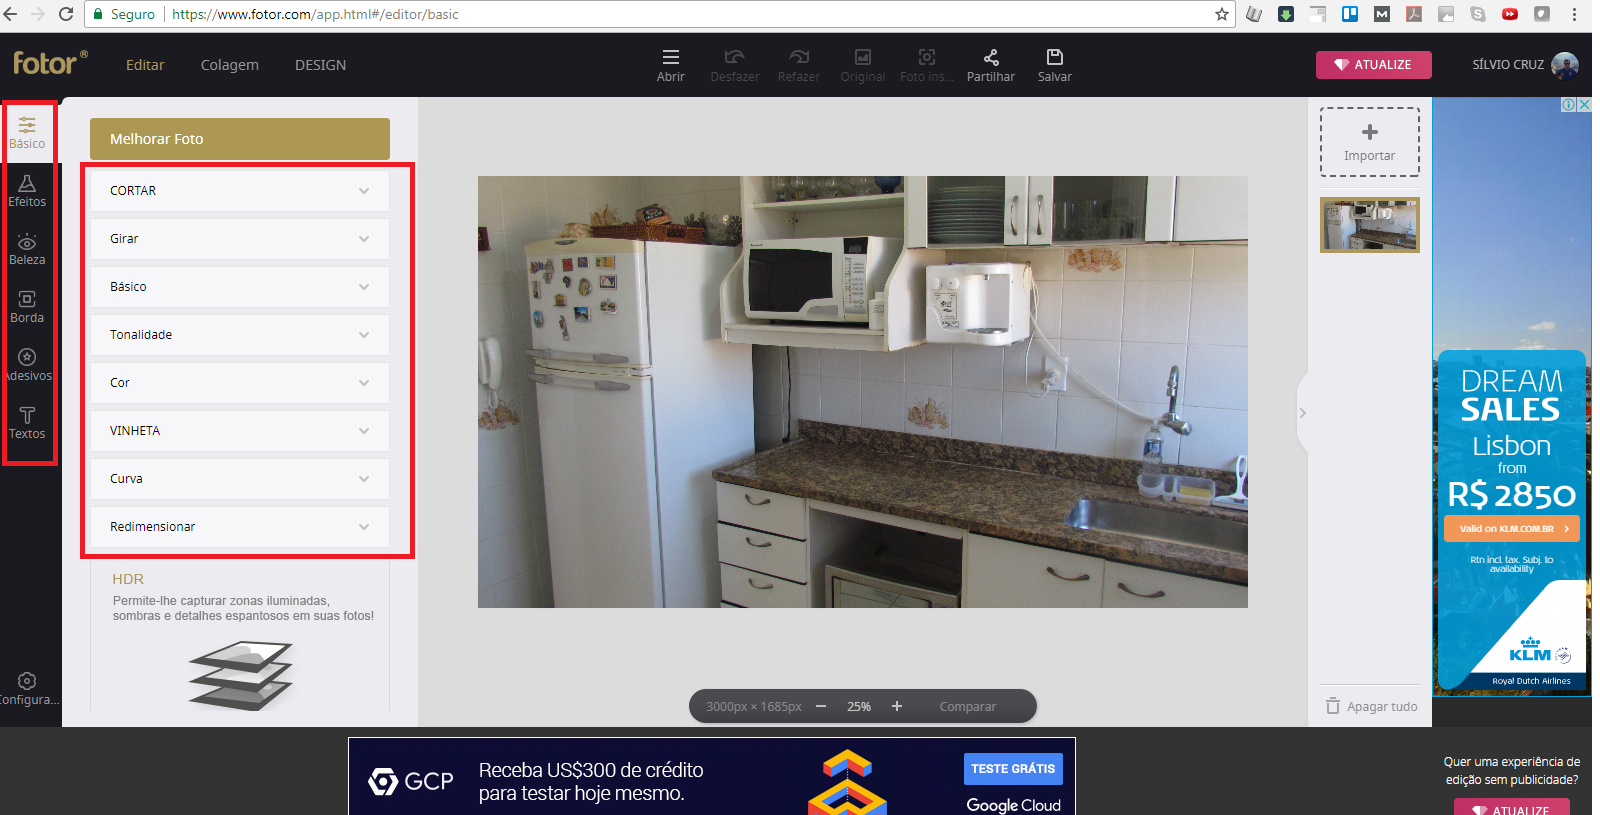 Seguro
https://www.fotor.com/app.html#/editor/basic
fotor®
Editar
Colagem
DESIGN
Abrir
Desfazer
Refazer
Original
Foto ins...
Partilhar
Salvar
ATUALIZE
SÍLVIO CRUZ
Básico
Efeitos
Beleza
Borda
Adesivos
Textos
Configura...
Melhorar Foto
CORTAR
Girar
Básico
Tonalidade
Cor
VINHETA
Curva
Redimensionar
HDR
Permite-lhe capturar zonas iluminadas,
sombras e detalhes espantosos em suas fotos!
3000px × 1685px
25%
Comparar
Importar
Apagar tudo
DREAM
SALES
Lisbon
from
R$ 2850
Valid on KLM.COM.BR
Rtn incl. tax. Subj. to
availability
KLM
Royal Dutch Airlines
GCP
Receba US$300 de crédito
para testar hoje mesmo.
TESTE GRÁTIS
Google Cloud
Quer uma experiência de
edição sem publicidade?
ATUALIZE